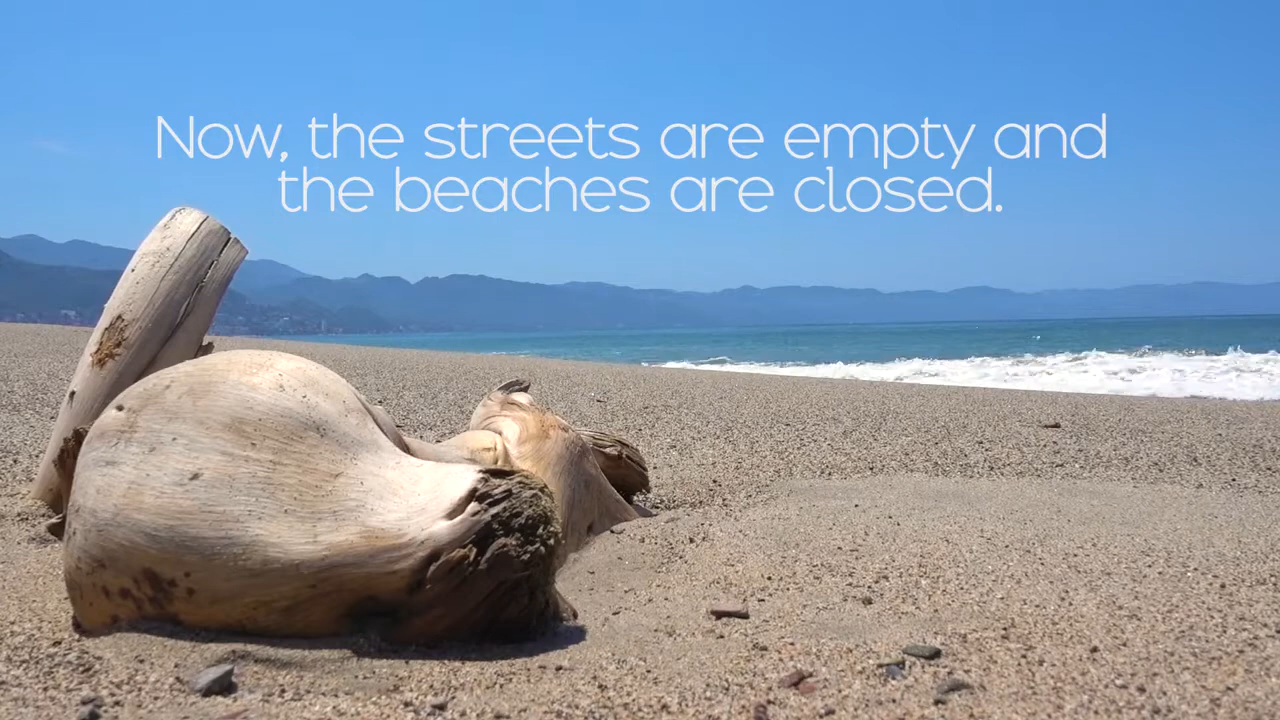 Now, the streets are empty and
the beaches are closed.